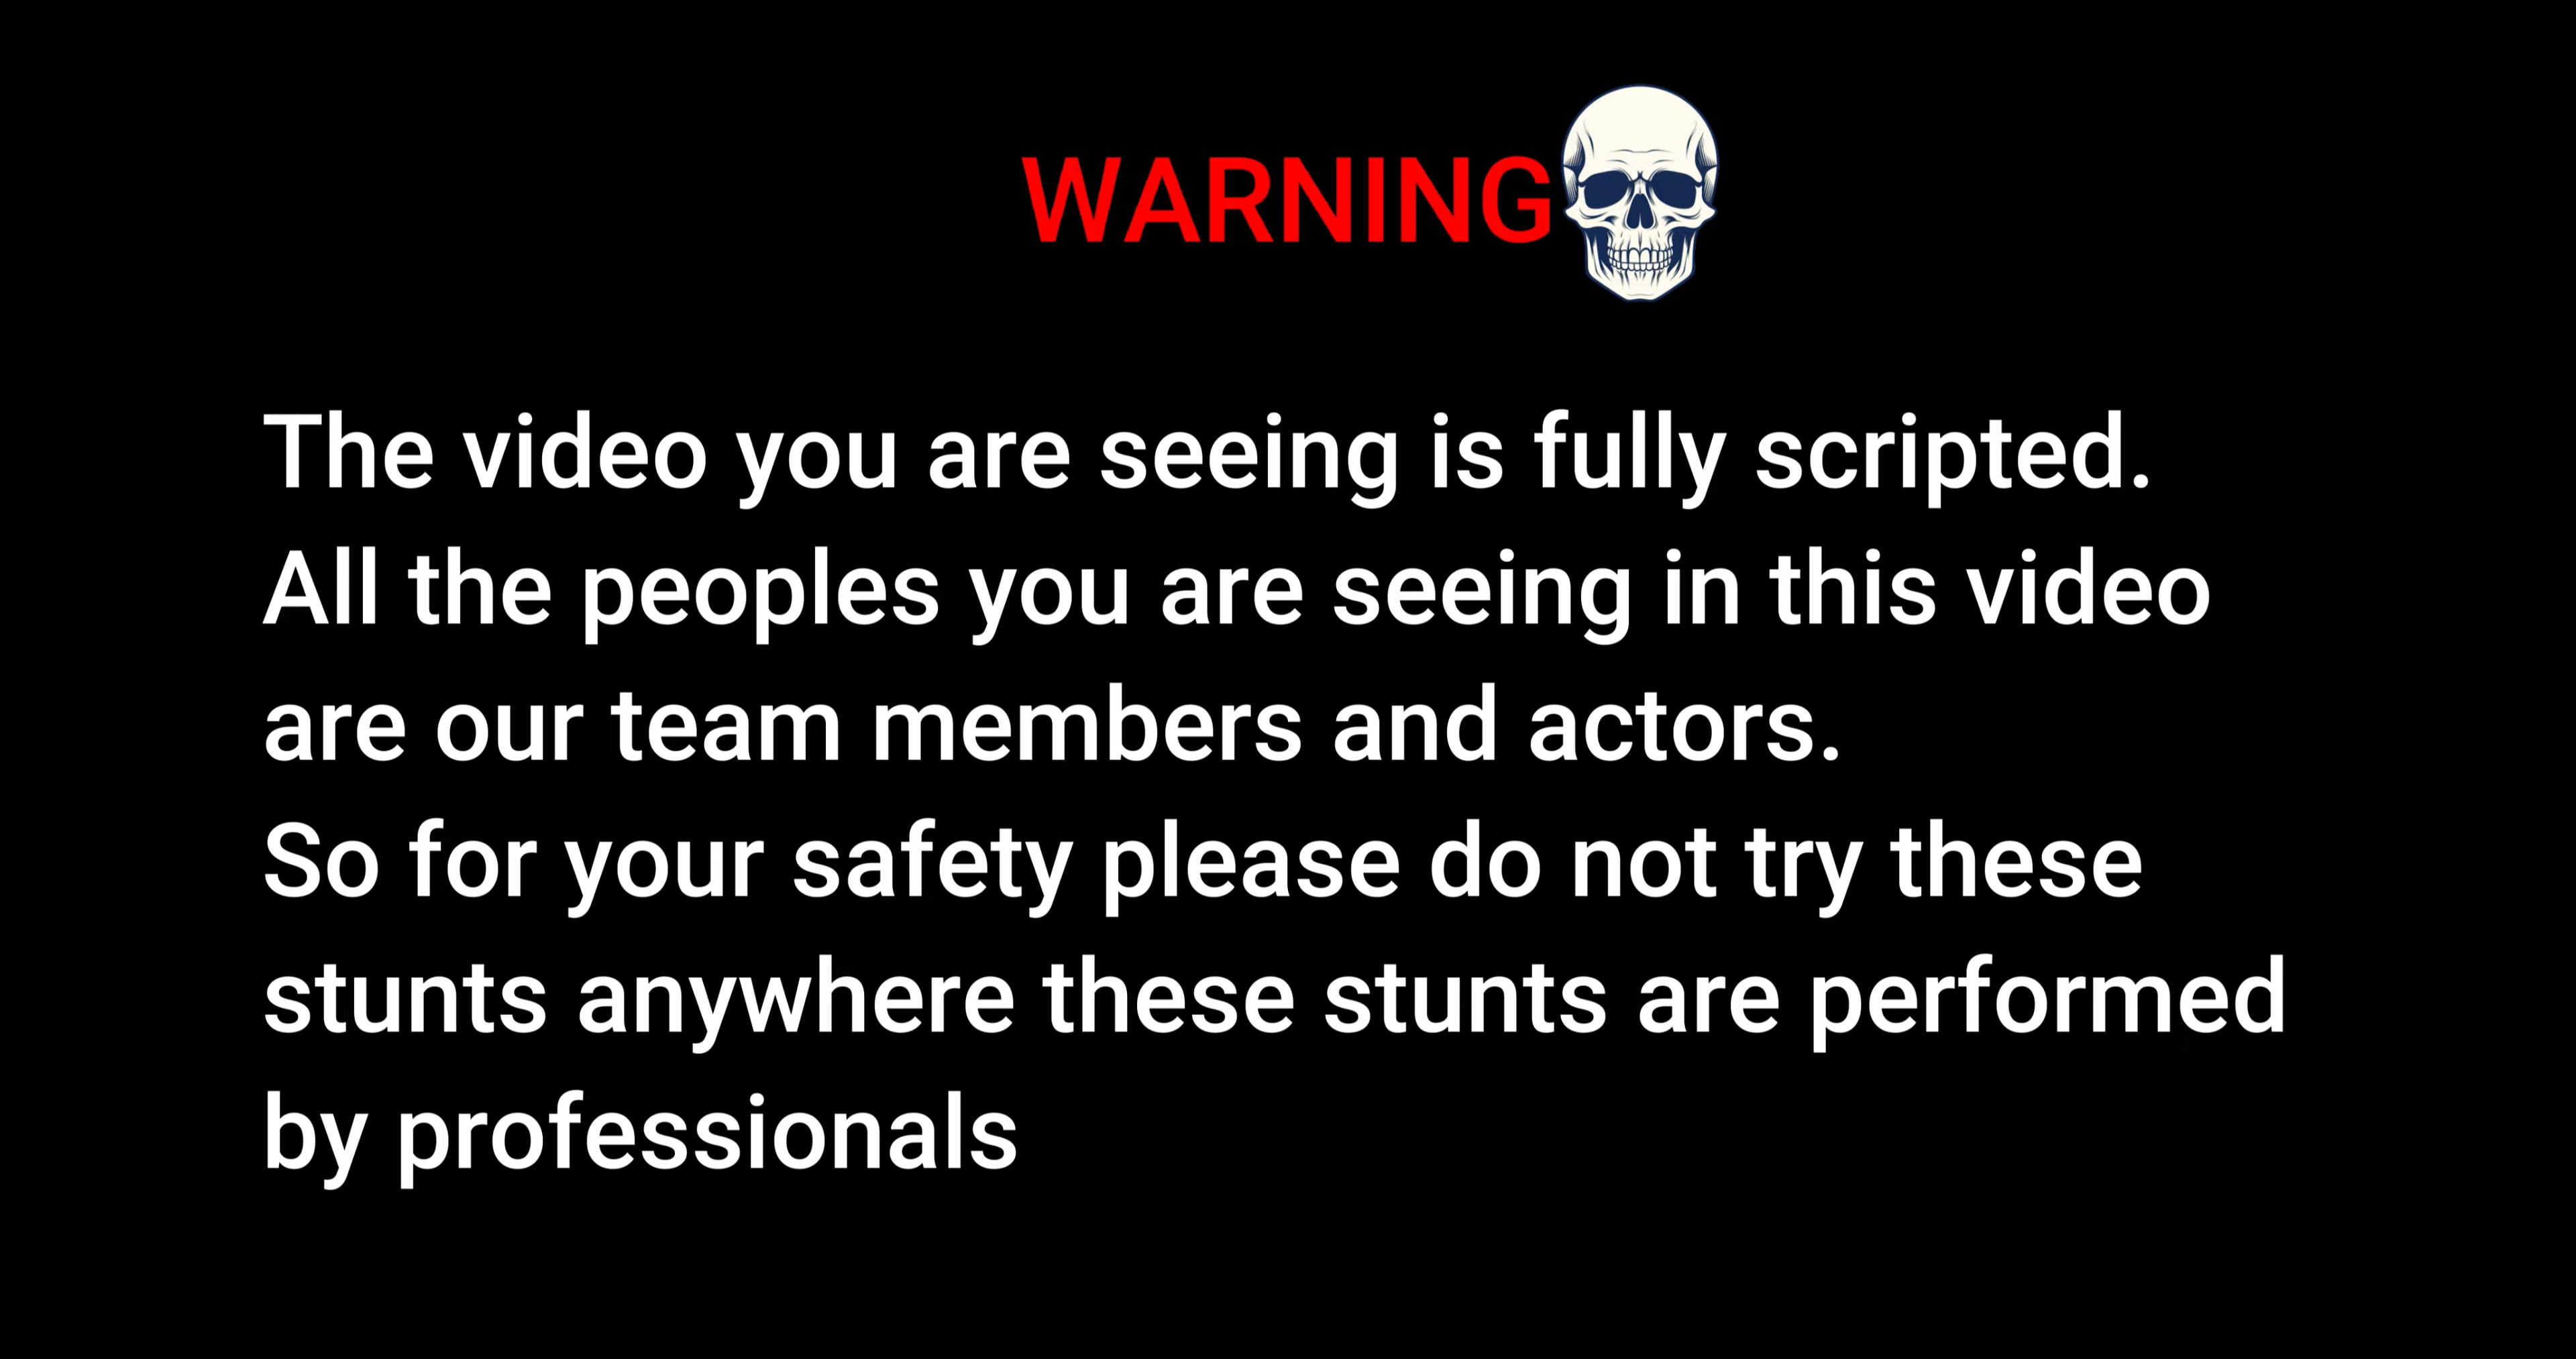 WARNING
The video you are seeing is fully scripted.
All the peoples you are seeing in this video
are our team members and actors.
So for your safety please do not try these
stunts anywhere these stunts are performed
by professionals